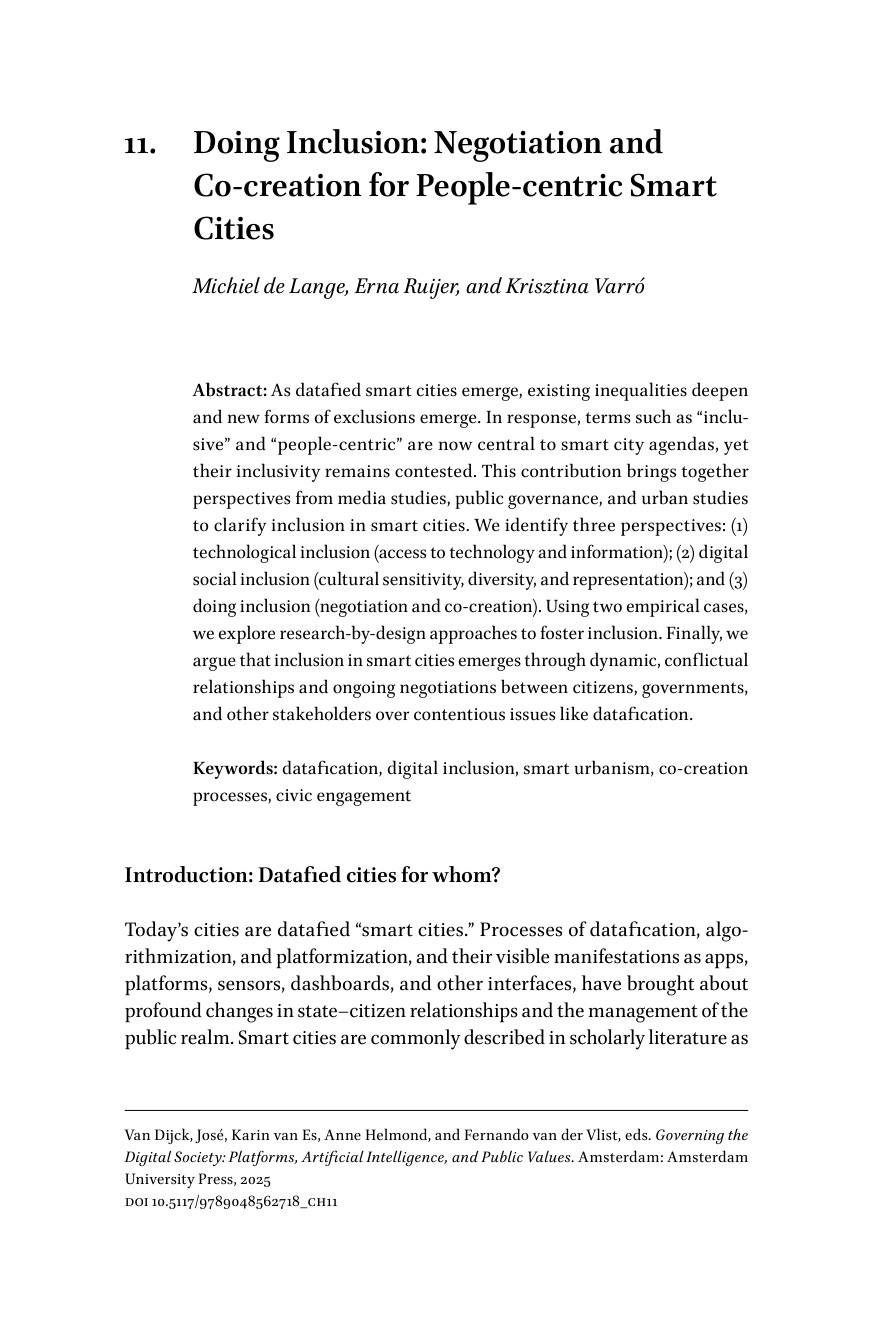 11. Doing Inclusion: Negotiation and
Co-creation for People-centric Smart
Cities
Michiel de Lange, Erna Ruijer, and Krisztina Varró
Abstract: As datafied smart cities emerge, existing inequalities deepen
and new forms of exclusions emerge. In response, terms such as “inclu-
sive” and “people-centric” are now central to smart city agendas, yet
their inclusivity remains contested. This contribution brings together
perspectives from media studies, public governance, and urban studies
to clarify inclusion in smart cities. We identify three perspectives: (1)
technological inclusion (access to technology and information); (2) digital
social inclusion (cultural sensitivity, diversity, and representation); and (3)
doing inclusion (negotiation and co-creation). Using two empirical cases,
we explore research-by-design approaches to foster inclusion. Finally, we
argue that inclusion in smart cities emerges through dynamic, conflictual
relationships and ongoing negotiations between citizens, governments,
and other stakeholders over contentious issues like datafication.
Keywords: datafication, digital inclusion, smart urbanism, co-creation
processes, civic engagement
Introduction: Datafied cities for whom?
Today’s cities are datafied “smart cities.” Processes of datafication, algo-
rithmization, and platformization, and their visible manifestations as apps,
platforms, sensors, dashboards, and other interfaces, have brought about
profound changes in state–citizen relationships and the management of the
public realm. Smart cities are commonly described in scholarly literature as
Van Dijck, José, Karin van Es, Anne Helmond, and Fernando van der Vlist, eds. Governing the
Digital Society: Platforms, Artificial Intelligence, and Public Values. Amsterdam: Amsterdam
University Press, 2025
DOI 10.5117/9789048562718_CH11